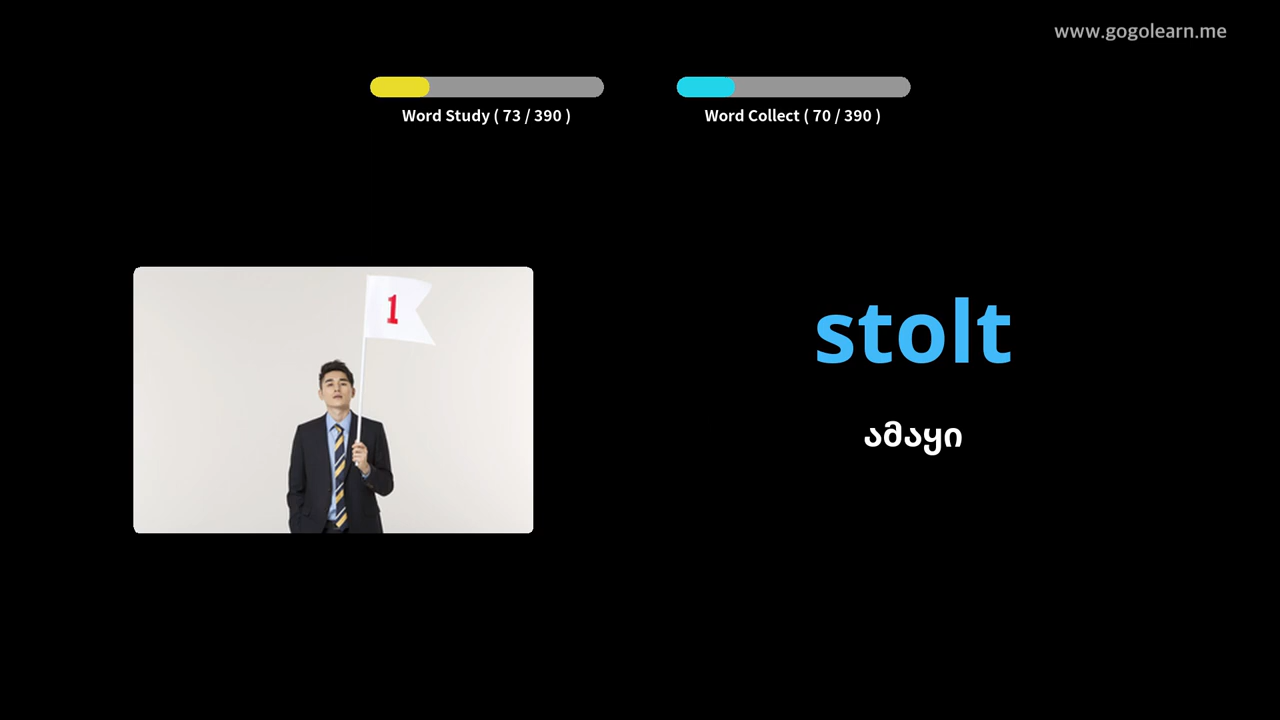 www.gogolearn.me
Word Study ( 73 / 390 )
Word Collect ( 70 / 390 )
1
stolt
ამაყი